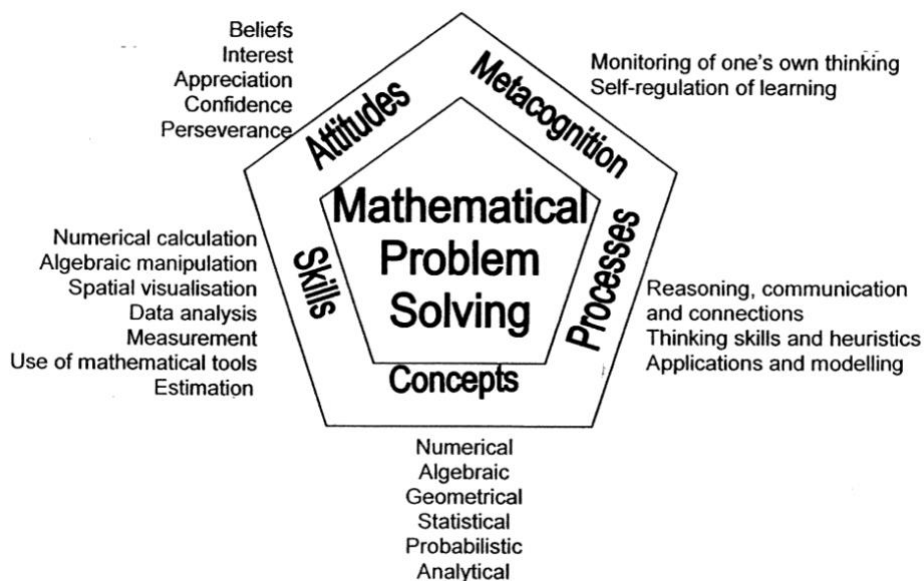 Beliefs
Interest
Appreciation
Confidence
Perseverance
Attitudes
Metacognition
Monitoring of one's own thinking
Self-regulation of learning
Mathematical
Problem
Solving
Skills
Numerical calculation
Algebraic manipulation
Spatial visualisation
Data analysis
Measurement
Use of mathematical tools
Estimation
Processes
Reasoning, communication
and connections
Thinking skills and heuristics
Applications and modelling
Concepts
Numerical
Algebraic
Geometrical
Statistical
Probabilistic
Analytical